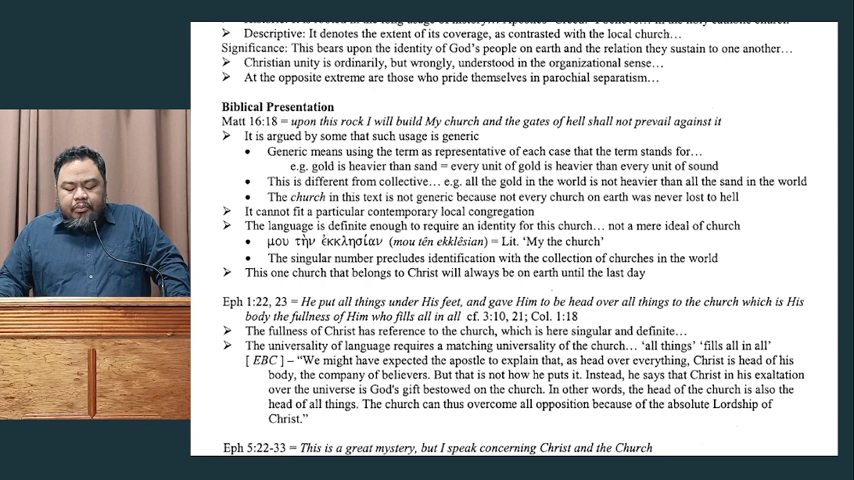 ➢ Descriptive: It denotes the extent of its coverage, as contrasted with the local church…
Significance: This bears upon the identity of God's people on earth and the relation they sustain to one another…
➢ Christian unity is ordinarily, but wrongly, understood in the organizational sense…
➢ At the opposite extreme are those who pride themselves in parochial separatism…
Biblical Presentation
Matt 16:18 = upon this rock I will build My church and the gates of hell shall not prevail against it
➢ It is argued by some that such usage is generic
• Generic means using the term as representative of each case that the term stands for…
e.g. gold is heavier than sand = every unit of gold is heavier than every unit of sound
• This is different from collective… e.g. all the gold in the world is not heavier than all the sand in the world
• The church in this text is not generic because not every church on earth was never lost to hell
➢ It cannot fit a particular contemporary local congregation
➢ The language is definite enough to require an identity for this church… not a mere ideal of church
• μου τὴν ἐκκλησίαν (mou tên ekklêsian) = Lit. 'My the church'
• The singular number precludes identification with the collection of churches in the world
➢ This one church that belongs to Christ will always be on earth until the last day
Eph 1:22, 23 = He put all things under His feet, and gave Him to be head over all things to the church which is His
body the fullness of Him who fills all in all cf. 3:10, 21; Col. 1:18
➢ The fullness of Christ has reference to the church, which is here singular and definite…
➢ The universality of language requires a matching universality of the church… 'all things' 'fills all in all'
[ EBC ] – "We might have expected the apostle to explain that, as head over everything, Christ is head of his
body, the company of believers. But that is not how he puts it. Instead, he says that Christ in his exaltation
over the universe is God's gift bestowed on the church. In other words, the head of the church is also the
head of all things. The church can thus overcome all opposition because of the absolute Lordship of
Christ."
Eph 5:22-33 = This is a great mystery, but I speak concerning Christ and the Church